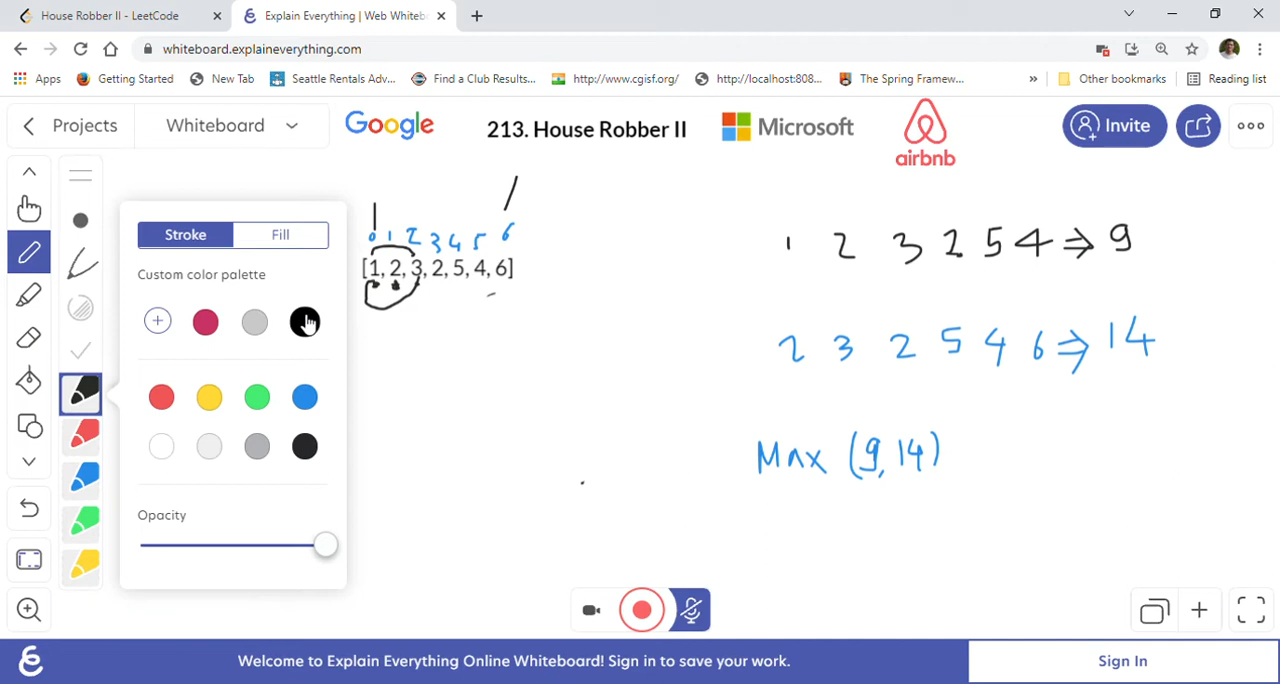 House Robber II - LeetCode
Explain Everything | Web Whiteb
whiteboard.explaineverything.com
Apps
Getting Started
New Tab
Seattle Rentals Adv...
Find a Club Results...
http://www.cgisf.org/
http://localhost:808...
The Spring Framew...
»
Other bookmarks
Reading list
Projects
Whiteboard
Google
213. House Robber II
Microsoft
airbnb
Invite
Stroke
Fill
Custom color palette
Opacity
0 1 2 3 4 5 6
[1, 2, 3, 2, 5, 4, 6]
1 2 3 2 5 4 ⇒ 9
2 3 2 5 4 6 ⇒ 14
Max (9, 14)
Welcome to Explain Everything Online Whiteboard! Sign in to save your work.
Sign In